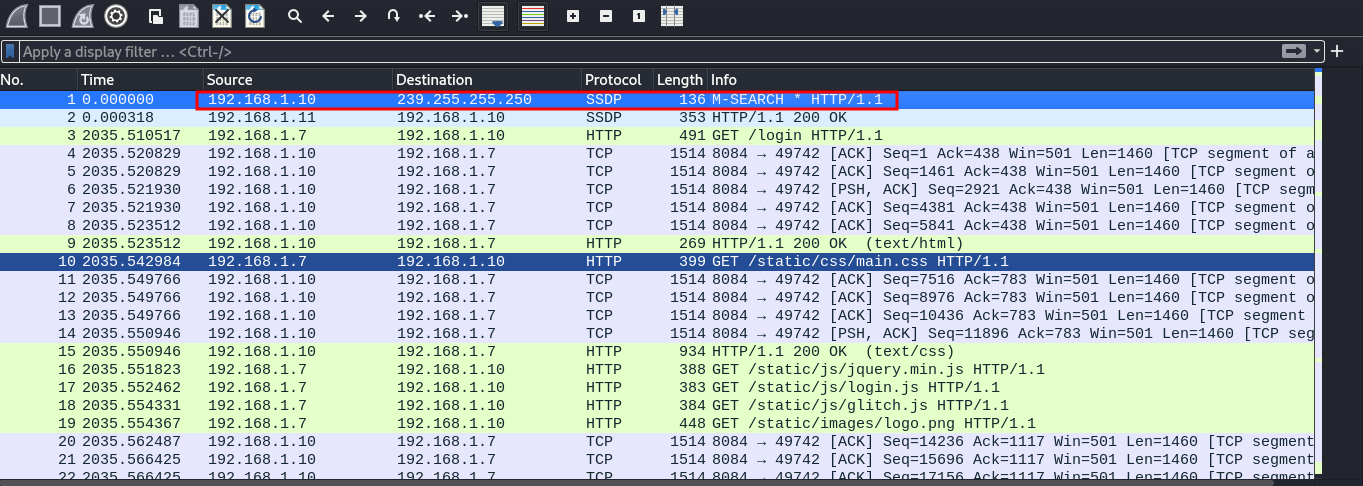 Apply a display filter ... <Ctrl-/>
No. Time Source Destination Protocol Length Info
1 0.000000 192.168.1.10 239.255.255.250 SSDP 136 M-SEARCH * HTTP/1.1
2 0.000318 192.168.1.11 192.168.1.10 SSDP 353 HTTP/1.1 200 OK
3 2035.510517 192.168.1.7 192.168.1.10 HTTP 491 GET /login HTTP/1.1
4 2035.520829 192.168.1.10 192.168.1.7 TCP 1514 8084 → 49742 [ACK] Seq=1 Ack=438 Win=501 Len=1460 [TCP segment of a
5 2035.520829 192.168.1.10 192.168.1.7 TCP 1514 8084 → 49742 [ACK] Seq=1461 Ack=438 Win=501 Len=1460 [TCP segment o
6 2035.521930 192.168.1.10 192.168.1.7 TCP 1514 8084 → 49742 [PSH, ACK] Seq=2921 Ack=438 Win=501 Len=1460 [TCP segm
7 2035.521930 192.168.1.10 192.168.1.7 TCP 1514 8084 → 49742 [ACK] Seq=4381 Ack=438 Win=501 Len=1460 [TCP segment o
8 2035.523512 192.168.1.10 192.168.1.7 TCP 1514 8084 → 49742 [ACK] Seq=5841 Ack=438 Win=501 Len=1460 [TCP segment o
9 2035.523512 192.168.1.10 192.168.1.7 HTTP 269 HTTP/1.1 200 OK (text/html)
10 2035.542984 192.168.1.7 192.168.1.10 HTTP 399 GET /static/css/main.css HTTP/1.1
11 2035.549766 192.168.1.10 192.168.1.7 TCP 1514 8084 → 49742 [ACK] Seq=7516 Ack=783 Win=501 Len=1460 [TCP segment o
12 2035.549766 192.168.1.10 192.168.1.7 TCP 1514 8084 → 49742 [ACK] Seq=8976 Ack=783 Win=501 Len=1460 [TCP segment o
13 2035.549766 192.168.1.10 192.168.1.7 TCP 1514 8084 → 49742 [ACK] Seq=10436 Ack=783 Win=501 Len=1460 [TCP segment
14 2035.550946 192.168.1.10 192.168.1.7 TCP 1514 8084 → 49742 [PSH, ACK] Seq=11896 Ack=783 Win=501 Len=1460 [TCP seg
15 2035.550946 192.168.1.10 192.168.1.7 HTTP 934 HTTP/1.1 200 OK (text/css)
16 2035.551823 192.168.1.7 192.168.1.10 HTTP 388 GET /static/js/jquery.min.js HTTP/1.1
17 2035.552462 192.168.1.7 192.168.1.10 HTTP 383 GET /static/js/login.js HTTP/1.1
18 2035.554331 192.168.1.7 192.168.1.10 HTTP 384 GET /static/js/glitch.js HTTP/1.1
19 2035.554367 192.168.1.7 192.168.1.10 HTTP 448 GET /static/images/logo.png HTTP/1.1
20 2035.562487 192.168.1.10 192.168.1.7 TCP 1514 8084 → 49742 [ACK] Seq=14236 Ack=1117 Win=501 Len=1460 [TCP segment
21 2035.566425 192.168.1.10 192.168.1.7 TCP 1514 8084 → 49742 [ACK] Seq=15696 Ack=1117 Win=501 Len=1460 [TCP segment
22 2035.566425 192.168.1.10 192.168.1.7 TCP 1514 8084 → 49742 [ACK] Seq=17156 Ack=1117 Win=501 Len=1460 [TCP segment